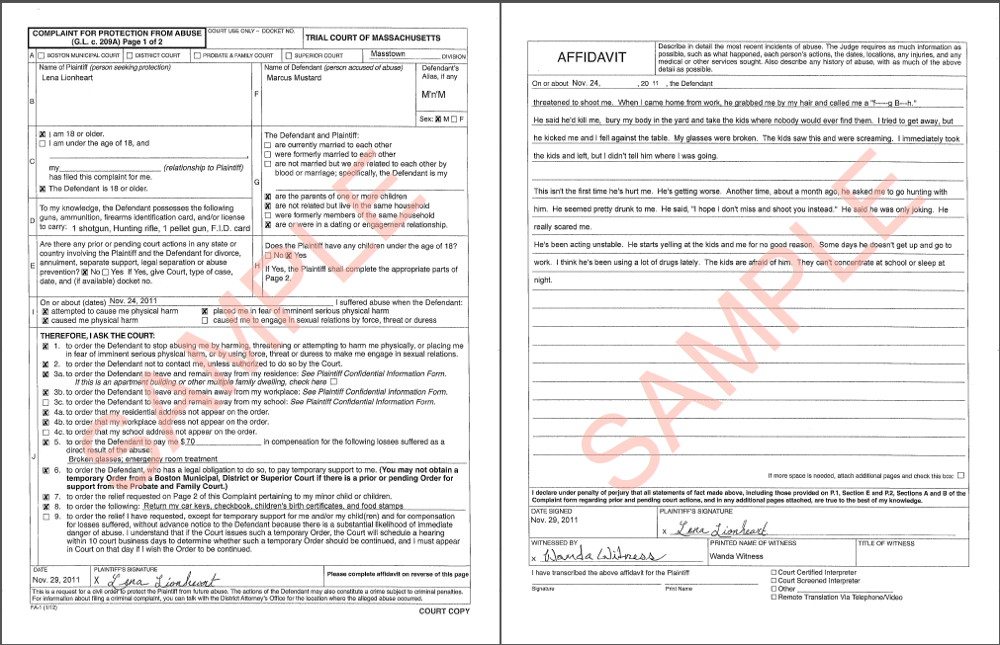 COMPLAINT FOR PROTECTION FROM ABUSE
(G.L. c. 209A) Page 1 of 2
COURT USE ONLY – DOCKET NO.
TRIAL COURT OF MASSACHUSETTS
A ☐ BOSTON MUNICIPAL COURT ☐ DISTRICT COURT ☐ PROBATE & FAMILY COURT ☐ SUPERIOR COURT Masstown DIVISION
B
Name of Plaintiff (person seeking protection)
Lena Lionheart
F
Name of Defendant (person accused of abuse)
Marcus Mustard
Defendant's
Alias, if any
M'n'M
Sex: ☒ M ☐ F
C
☒ I am 18 or older.
☐ I am under the age of 18, and
my (relationship to Plaintiff)
has filed this complaint for me.
☒ The Defendant is 18 or older.
G
The Defendant and Plaintiff:
☐ are currently married to each other
☐ were formerly married to each other
☐ are not married but we are related to each other by
blood or marriage; specifically, the Defendant is my
☒ are the parents of one or more children
☒ are not related but live in the same household
☐ were formerly members of the same household
☒ are or were in a dating or engagement relationship.
D
To my knowledge, the Defendant possesses the following
guns, ammunition, firearms identification card, and/or license
to carry: 1 shotgun, Hunting rifle, 1 pellet gun, F.I.D. card
E
Are there any prior or pending court actions in any state or
country involving the Plaintiff and the Defendant for divorce,
annulment, separate support, legal separation or abuse
prevention? ☒ No ☐ Yes If Yes, give Court, type of case,
date, and (if available) docket no.
H
Does the Plaintiff have any children under the age of 18?
☐ No ☒ Yes
If Yes, the Plaintiff shall complete the appropriate parts of
Page 2.
I
On or about (dates) Nov. 24, 2011 I suffered abuse when the Defendant:
☒ attempted to cause me physical harm ☒ placed me in fear of imminent serious physical harm
☒ caused me physical harm ☐ caused me to engage in sexual relations by force, threat or duress
J
THEREFORE, I ASK THE COURT:
☒ 1. to order the Defendant to stop abusing me by harming, threatening or attempting to harm me physically, or placing me
in fear of imminent serious physical harm, or by using force, threat or duress to make me engage in sexual relations.
☒ 2. to order the Defendant not to contact me, unless authorized to do so by the Court.
☒ 3a. to order the Defendant to leave and remain away from my residence: See Plaintiff Confidential Information Form.
If this is an apartment building or other multiple family dwelling, check here ☐
☒ 3b. to order the Defendant to leave and remain away from my workplace: See Plaintiff Confidential Information Form.
☐ 3c. to order the Defendant to leave and remain away from my school: See Plaintiff Confidential Information Form.
☒ 4a. to order that my residential address not appear on the order.
☒ 4b. to order that my workplace address not appear on the order.
☐ 4c. to order that my school address not appear on the order.
☒ 5. to order the Defendant to pay me $ 70 in compensation for the following losses suffered as a
direct result of the abuse:
Broken glasses; emergency room treatment
☒ 6. to order the Defendant, who has a legal obligation to do so, to pay temporary support to me. (You may not obtain a
temporary Order from a Boston Municipal, District or Superior Court if there is a prior or pending Order for
support from the Probate and Family Court.)
☒ 7. to order the relief requested on Page 2 of this Complaint pertaining to my minor child or children.
☒ 8. to order the following: Return my car keys, checkbook, children's birth certificates, and food stamps
☐ 9. to order the relief I have requested, except for temporary support for me and/or my child(ren) and for compensation
for losses suffered, without advance notice to the Defendant because there is a substantial likelihood of immediate
danger of abuse. I understand that if the Court issues such a temporary Order, the Court will schedule a hearing
within 10 court business days to determine whether such a temporary Order should be continued, and I must appear
in Court on that day if I wish the Order to be continued.
DATE
Nov. 29, 2011
PLAINTIFF'S SIGNATURE
X Lena Lionheart
Please complete affidavit on reverse of this page
This is a request for a civil order to protect the Plaintiff from future abuse. The actions of the Defendant may also constitute a crime subject to criminal penalties.
For information about filing a criminal complaint, you can talk with the District Attorney's Office for the location where the alleged abuse occurred.
FA-1 (1/12)
COURT COPY
SAMPLE
AFFIDAVIT
Describe in detail the most recent incidents of abuse. The Judge requires as much information as
possible, such as what happened, each person's actions, the dates, locations, any injuries, and any
medical or other services sought. Also describe any history of abuse, with as much of the above
detail as possible.
On or about Nov. 24, , 20 11 , the Defendant
threatened to shoot me. When I came home from work, he grabbed me by my hair and called me a "f-----g B---h."
He said he'd kill me, bury my body in the yard and take the kids where nobody would ever find them. I tried to get away, but
he kicked me and I fell against the table. My glasses were broken. The kids saw this and were screaming. I immediately took
the kids and left, but I didn't tell him where I was going.
This isn't the first time he's hurt me. He's getting worse. Another time, about a month ago, he asked me to go hunting with
him. He seemed pretty drunk to me. He said, "I hope I don't miss and shoot you instead." He said he was only joking. He
really scared me.
He's been acting unstable. He starts yelling at the kids and me for no good reason. Some days he doesn't get up and go to
work. I think he's been using a lot of drugs lately. The kids are afraid of him. They can't concentrate at school or sleep at
night.
If more space is needed, attach additional pages and check this box: ☐
I declare under penalty of perjury that all statements of fact made above, including those provided on P.1, Section E and P.2, Sections A and B of the
Complaint form regarding prior and pending court actions, and in any additional pages attached, are true to the best of my knowledge.
DATE SIGNED
Nov. 29, 2011
PLAINTIFF'S SIGNATURE
X Lena Lionheart
WITNESSED BY
X Wanda Witness
PRINTED NAME OF WITNESS
Wanda Witness
TITLE OF WITNESS
I have transcribed the above affidavit for the Plaintiff
Signature Print Name
☐ Court Certified Interpreter
☐ Court Screened Interpreter
☐ Other
☐ Remote Translation Via Telephone/Video
SAMPLE